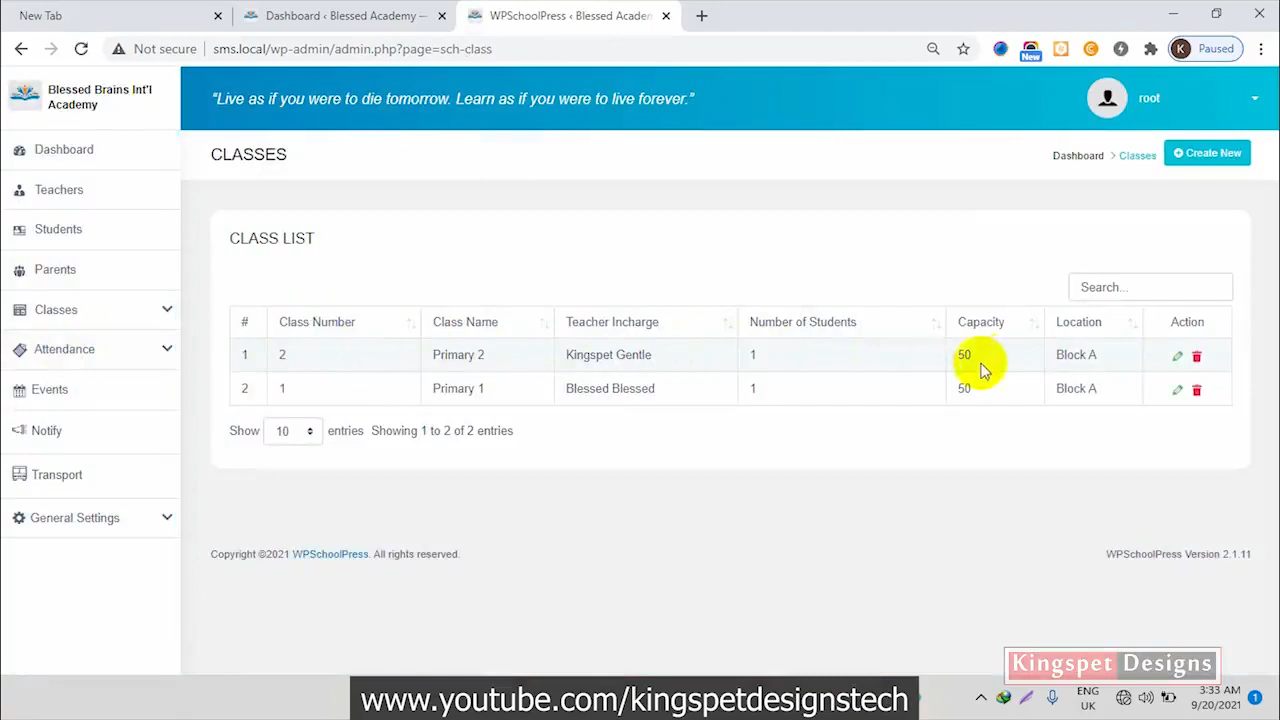 New Tab
Dashboard ‹ Blessed Academy —
WPSchoolPress ‹ Blessed Academ
Not secure
sms.local/wp-admin/admin.php?page=sch-class
New
K
Paused
Blessed Brains Int'l
Academy
“Live as if you were to die tomorrow. Learn as if you were to live forever.”
root
Dashboard
Teachers
Students
Parents
Classes
Attendance
Events
Notify
Transport
General Settings
CLASSES
Dashboard > Classes
Create New
CLASS LIST
Search...
# Class Number Class Name Teacher Incharge Number of Students Capacity Location Action
1 2 Primary 2 Kingspet Gentle 1 50 Block A
2 1 Primary 1 Blessed Blessed 1 50 Block A
Show 10 entries Showing 1 to 2 of 2 entries
Copyright ©2021 WPSchoolPress. All rights reserved.
WPSchoolPress Version 2.1.11
Kingspet Designs
www.youtube.com/kingspetdesignstech
ENG
UK
3:33 AM
9/20/2021
1